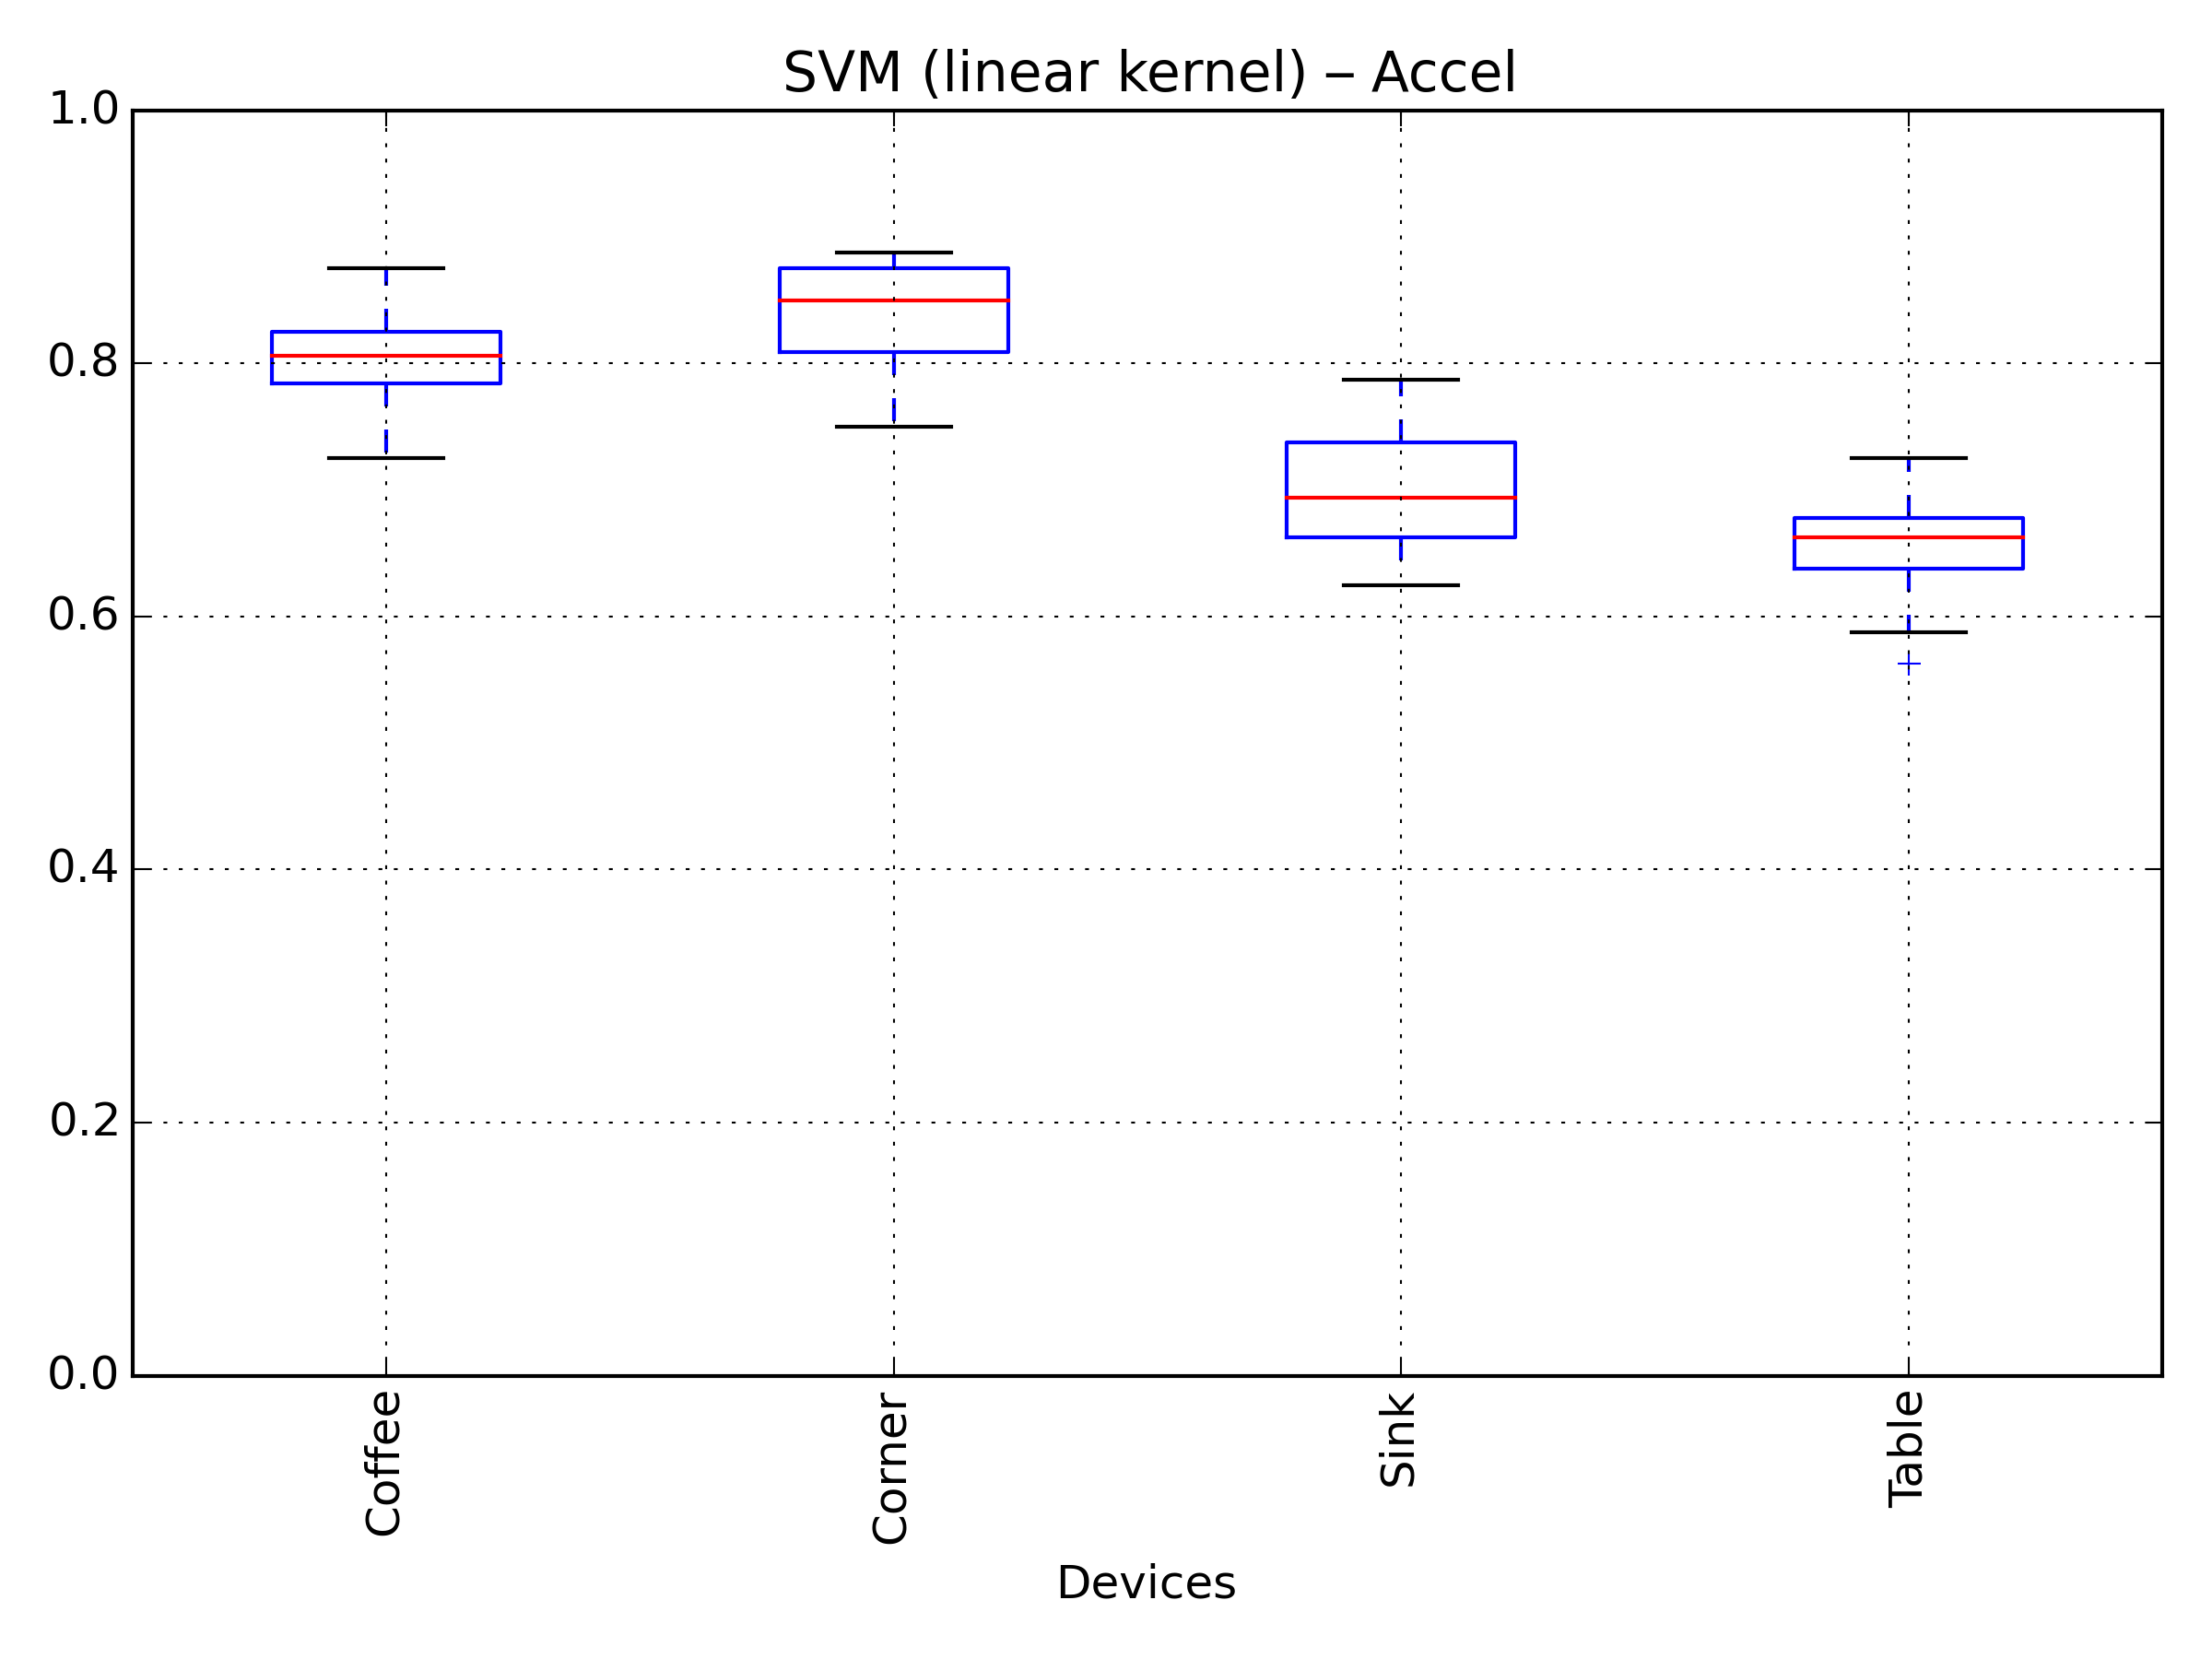 SVM (linear kernel) – Accel
1.0
0.8
0.6
0.4
0.2
0.0
Coffee
Corner
Sink
Table
Devices